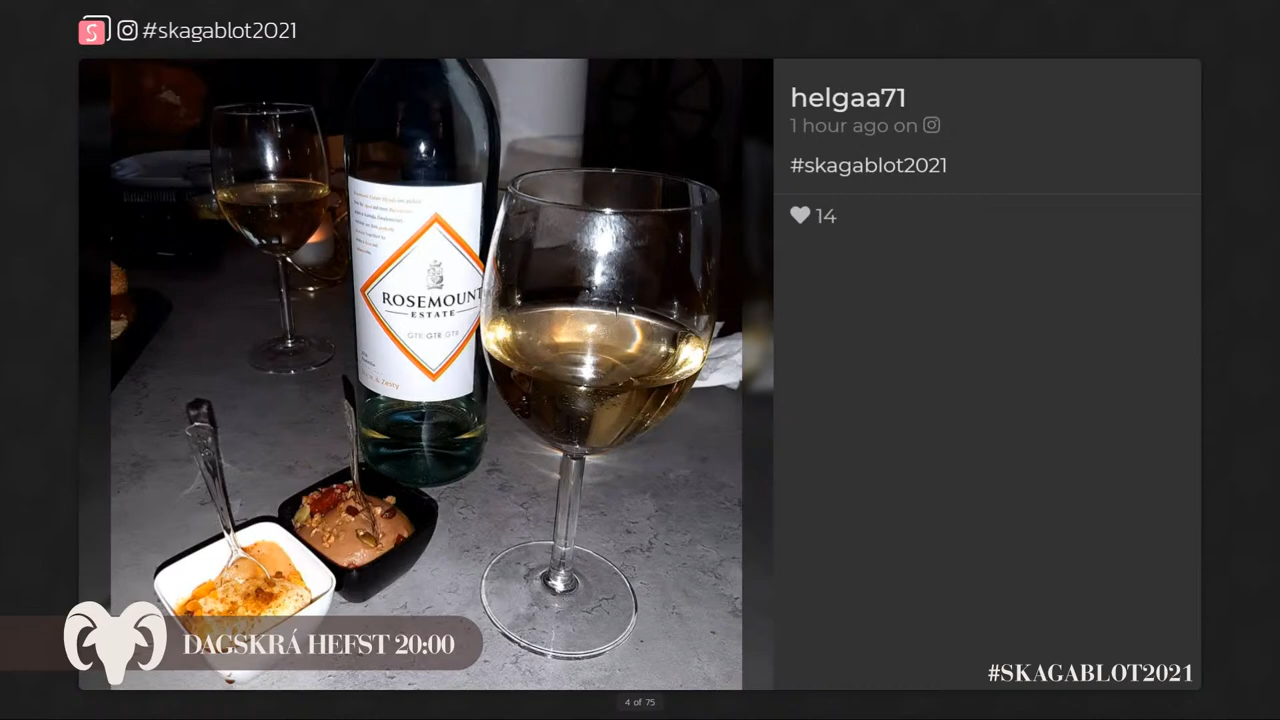 #skagablot2021
helgaa71
1 hour ago on
#skagablot2021
14
ROSEMOUNT
ESTATE
GTR GTR GTR
& Zesty
DAGSKRÁ HEFST 20:00
#SKAGABLOT2021
4 of 75